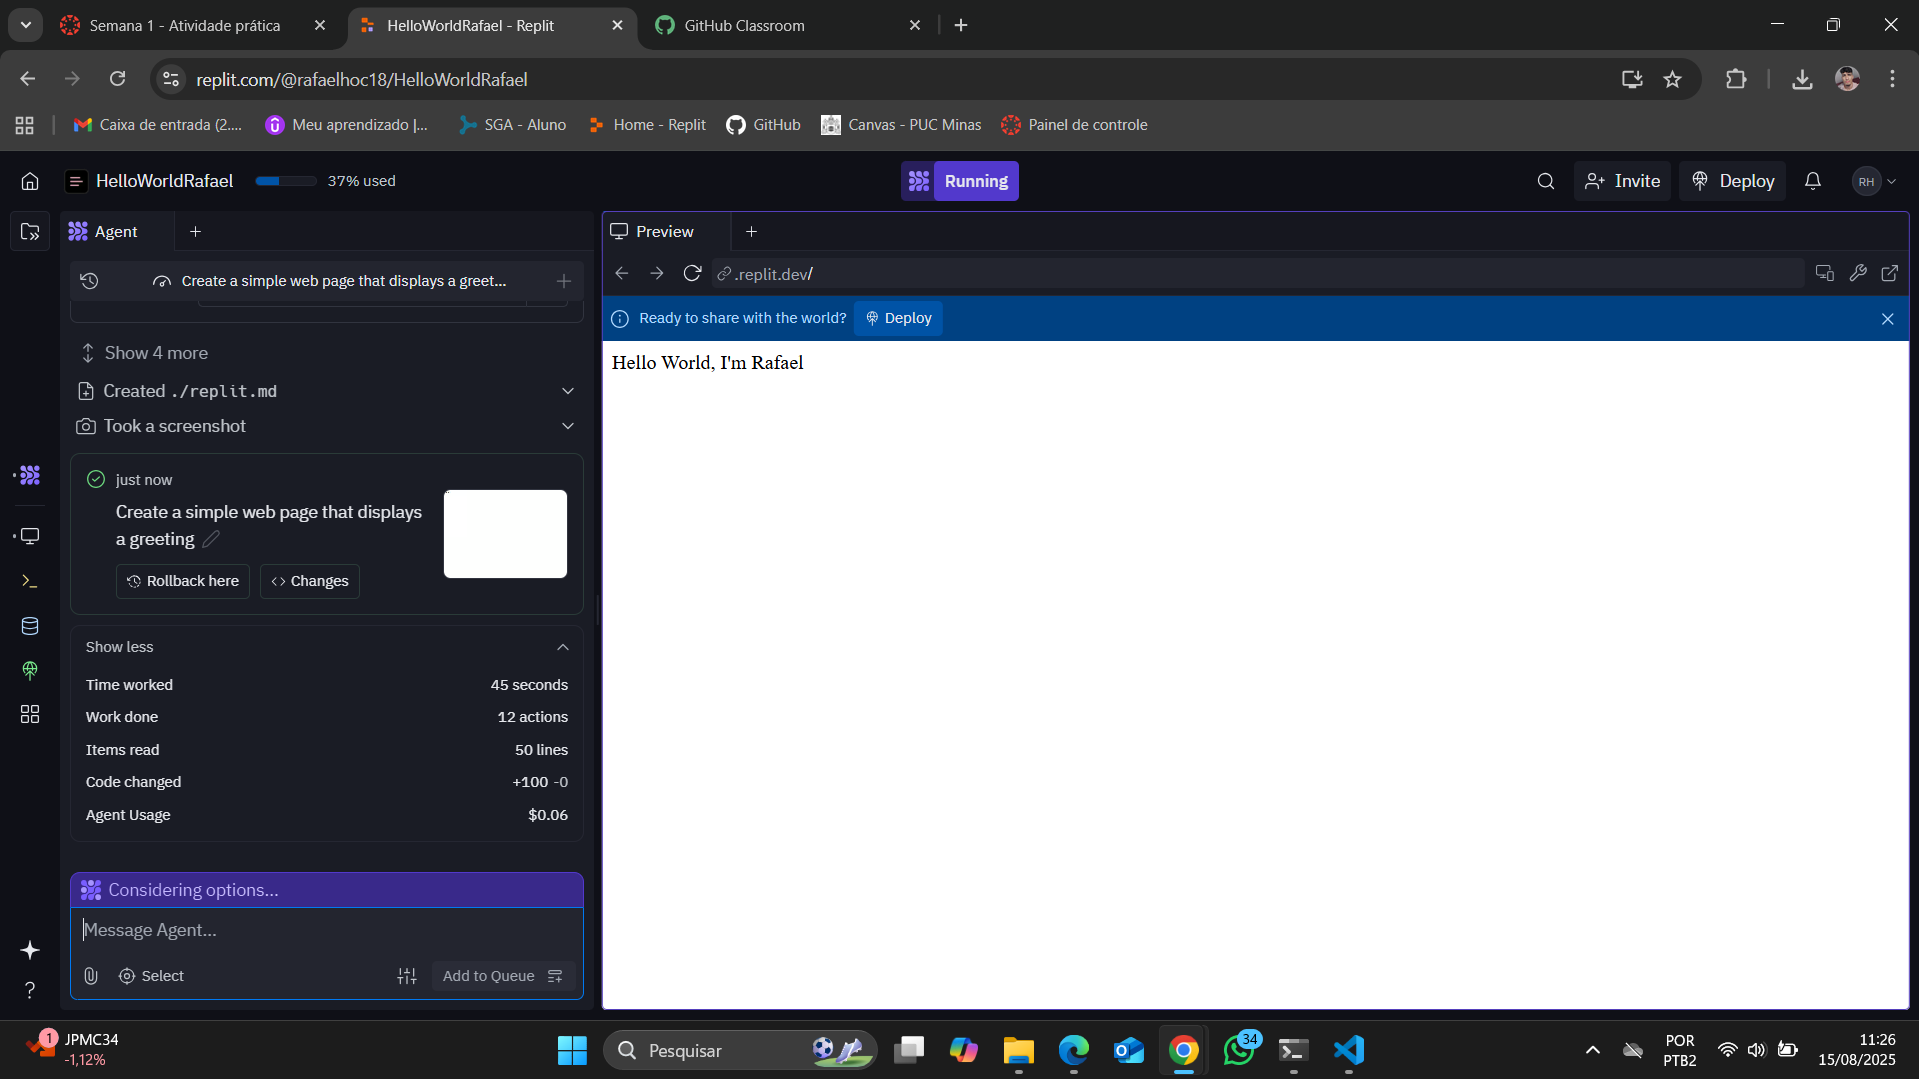 Semana 1 - Atividade prática
HelloWorldRafael - Replit
GitHub Classroom
replit.com/@rafaelhoc18/HelloWorldRafael
Caixa de entrada (2....
Meu aprendizado |...
SGA - Aluno
Home - Replit
GitHub
Canvas - PUC Minas
Painel de controle
HelloWorldRafael
37% used
Running
Invite
Deploy
RH
Agent
Preview
Create a simple web page that displays a greet...
.replit.dev/
Ready to share with the world?
Deploy
Hello World, I'm Rafael
Show 4 more
Created ./replit.md
Took a screenshot
just now
Create a simple web page that displays
a greeting
Rollback here
Changes
Show less
Time worked 45 seconds
Work done 12 actions
Items read 50 lines
Code changed +100 -0
Agent Usage $0.06
Considering options...
Message Agent...
Select
Add to Queue
1
JPMC34
-1,12%
Pesquisar
34
POR
PTB2
11:26
15/08/2025